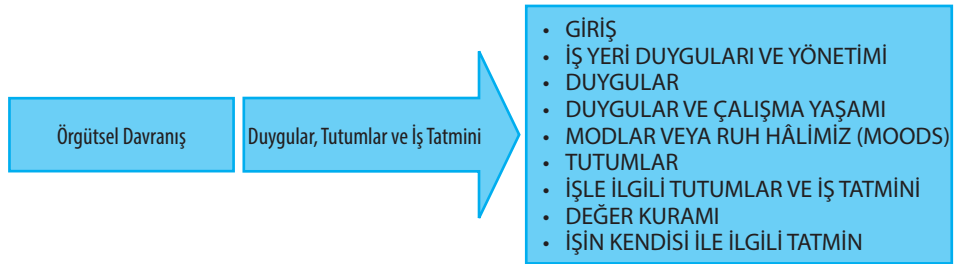 Örgütsel Davranış
Duygular, Tutumlar ve İş Tatmini
• GİRİŞ
• İŞ YERİ DUYGULARI VE YÖNETİMİ
• DUYGULAR
• DUYGULAR VE ÇALIŞMA YAŞAMI
• MODLAR VEYA RUH HÂLİMİZ (MOODS)
• TUTUMLAR
• İŞLE İLGİLİ TUTUMLAR VE İŞ TATMİNİ
• DEĞER KURAMI
• İŞİN KENDİSİ İLE İLGİLİ TATMİN